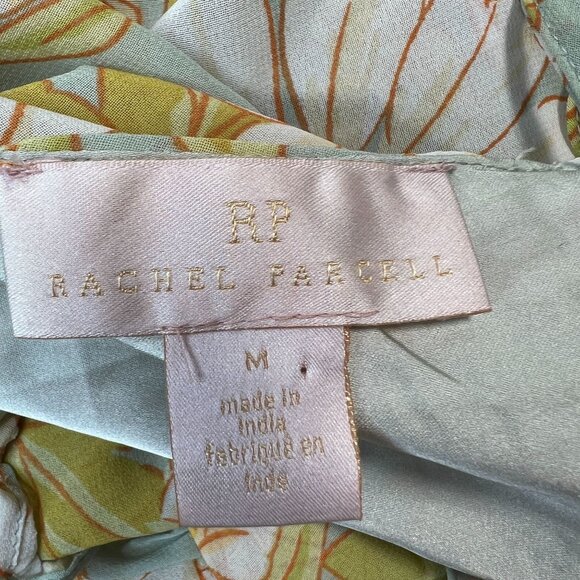 RP
RACHEL PARCELL
M
made in
india
fabriqué en
inde